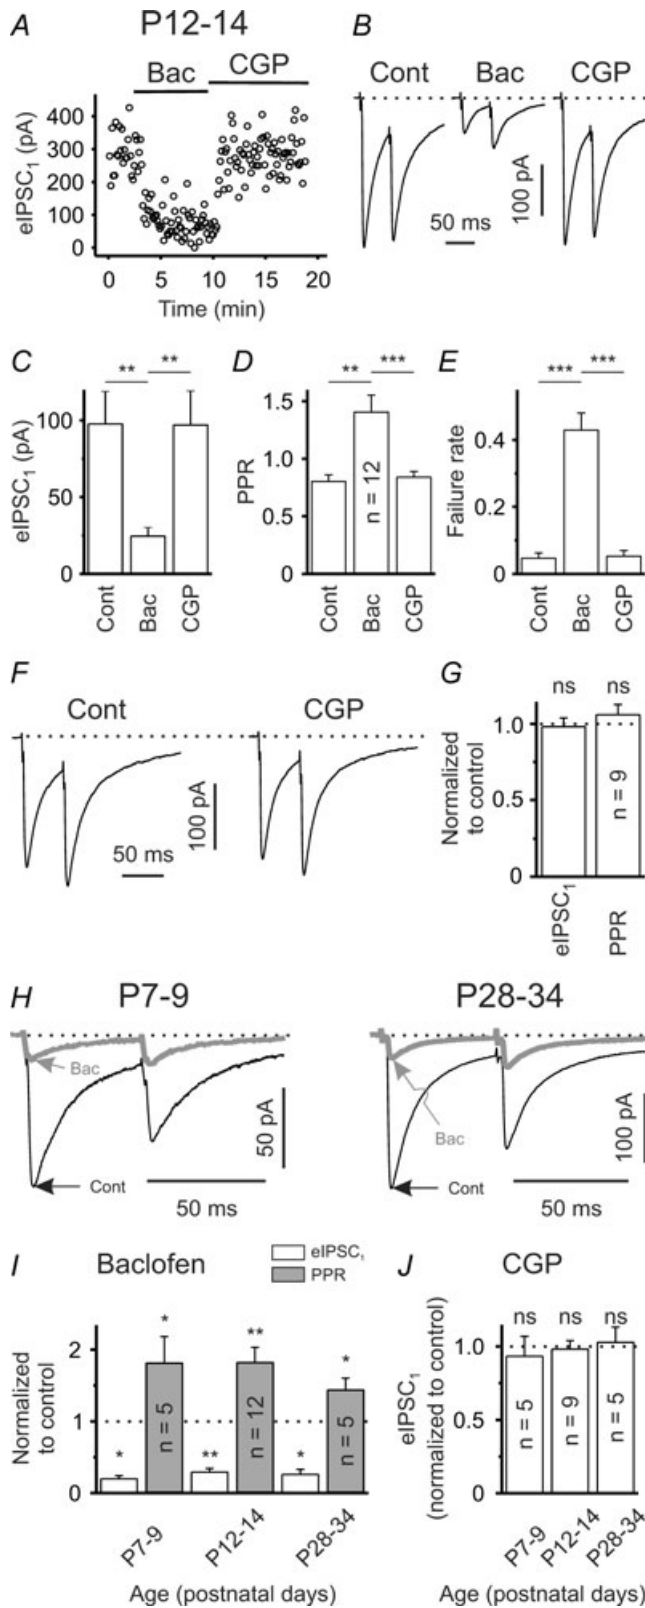 A P12-14
Bac CGP
eIPSC1 (pA)
400
300
200
100
0
0 5 10 15 20
Time (min)
B
Cont Bac CGP
100 pA
50 ms
C
** **
eIPSC1 (pA)
100
50
0
Cont Bac CGP
D
** ***
PPR
1.5
1.0
0.5
0
n = 12
Cont Bac CGP
E
*** ***
Failure rate
0.4
0.2
0
Cont Bac CGP
F
Cont CGP
100 pA
50 ms
G
ns ns
Normalized
to control
1.0
0.5
0
n = 9
eIPSC1 PPR
H P7-9 P28-34
Bac
Cont
50 pA
50 ms
Bac
Cont
100 pA
50 ms
I Baclofen
eIPSC1
PPR
Normalized
to control
2
1
0
* ** *
n = 5 n = 12 n = 5
* ** *
P7-9 P12-14 P28-34
Age (postnatal days)
J CGP
eIPSC1
(normalized to control)
1.0
0.5
0
ns ns ns
n = 5 n = 9 n = 5
P7-9 P12-14 P28-34
Age (postnatal days)